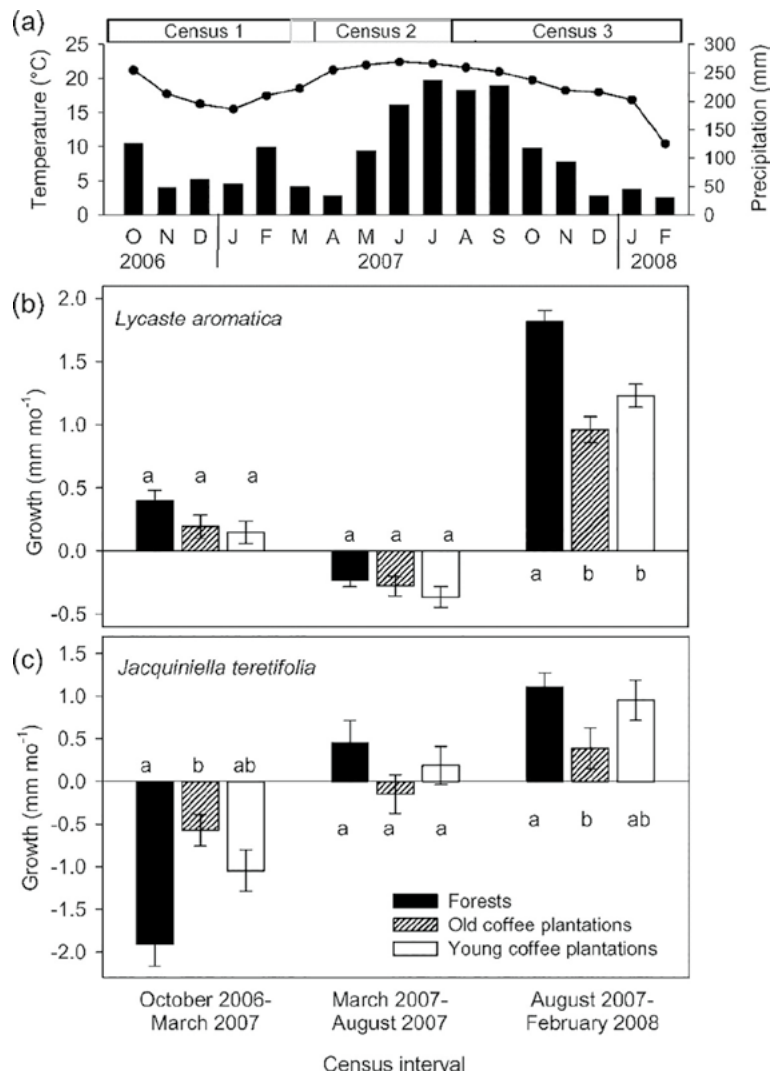 (a)
Census 1 Census 2 Census 3
Temperature (°C)
25
20
15
10
5
0
Precipitation (mm)
300
250
200
150
100
50
0
O N D J F M A M J J A S O N D J F
2006 2007 2008
(b)
Lycaste aromatica
Growth (mm mo⁻¹)
2.0
1.5
1.0
0.5
0.0
-0.5
a a a
a a a
a b b
(c)
Jacquiniella teretifolia
Growth (mm mo⁻¹)
1.5
1.0
0.5
0.0
-0.5
-1.0
-1.5
-2.0
a b ab
a a a
a b ab
Forests
Old coffee plantations
Young coffee plantations
October 2006-
March 2007
March 2007-
August 2007
August 2007-
February 2008
Census interval